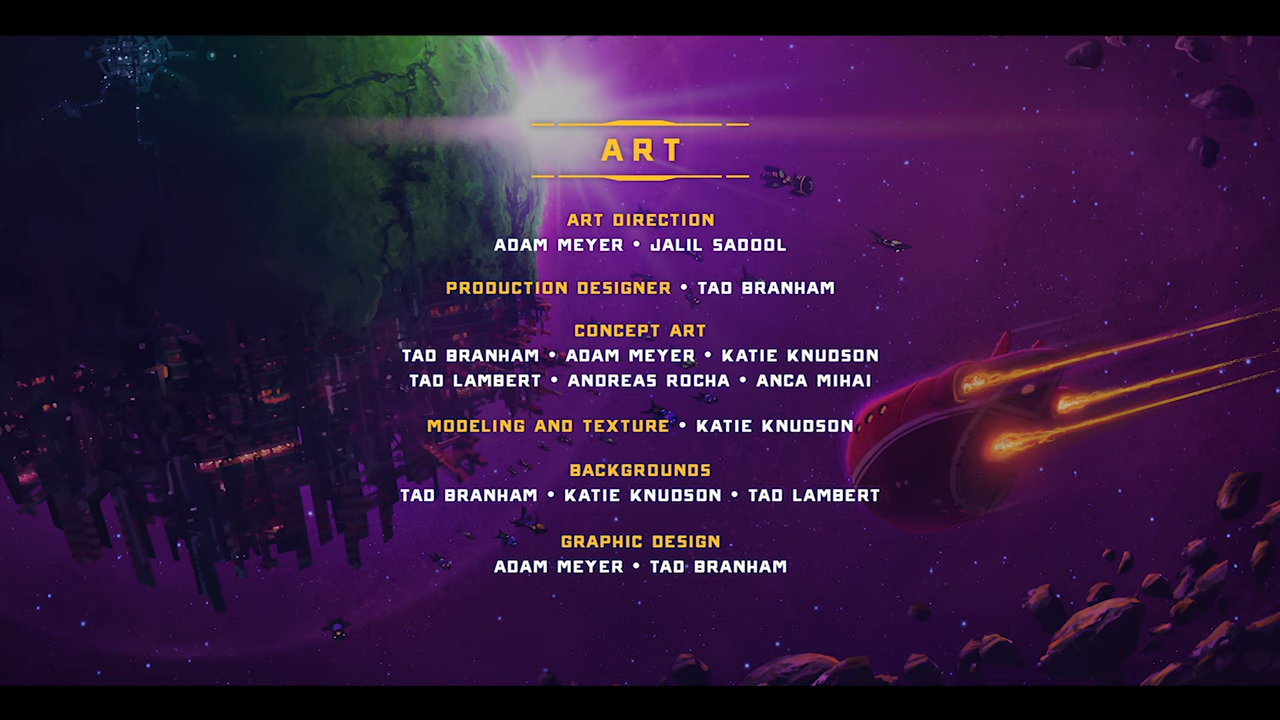 ART
ART DIRECTION
ADAM MEYER • JALIL SADOOL
PRODUCTION DESIGNER • TAD BRANHAM
CONCEPT ART
TAD BRANHAM • ADAM MEYER • KATIE KNUDSON
TAD LAMBERT • ANDREAS ROCHA • ANCA MIHAI
MODELING AND TEXTURE • KATIE KNUDSON
BACKGROUNDS
TAD BRANHAM • KATIE KNUDSON • TAD LAMBERT
GRAPHIC DESIGN
ADAM MEYER • TAD BRANHAM